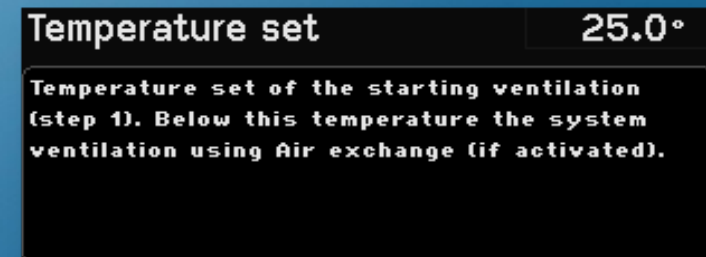 Temperature set
25.0°
Temperature set of the starting ventilation
(step 1). Below this temperature the system
ventilation using Air exchange (if activated).